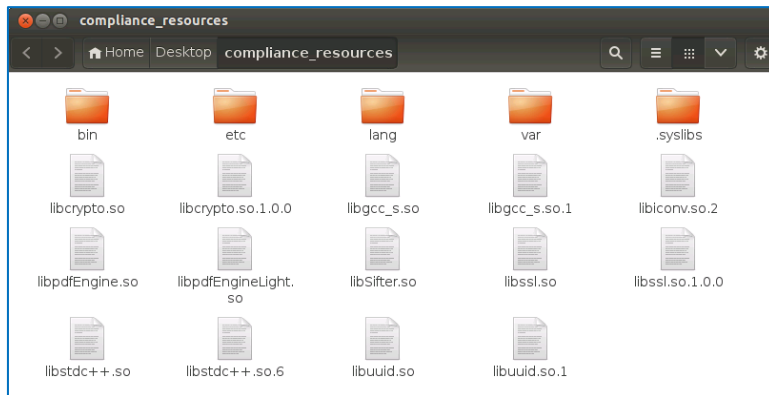 compliance_resources
Home Desktop compliance_resources
bin etc lang var .syslibs
libcrypto.so libcrypto.so.1.0.0 libgcc_s.so libgcc_s.so.1 libiconv.so.2
libpdfEngine.so libpdfEngineLight. libSifter.so libssl.so libssl.so.1.0.0
so
libstdc++.so libstdc++.so.6 libuuid.so libuuid.so.1